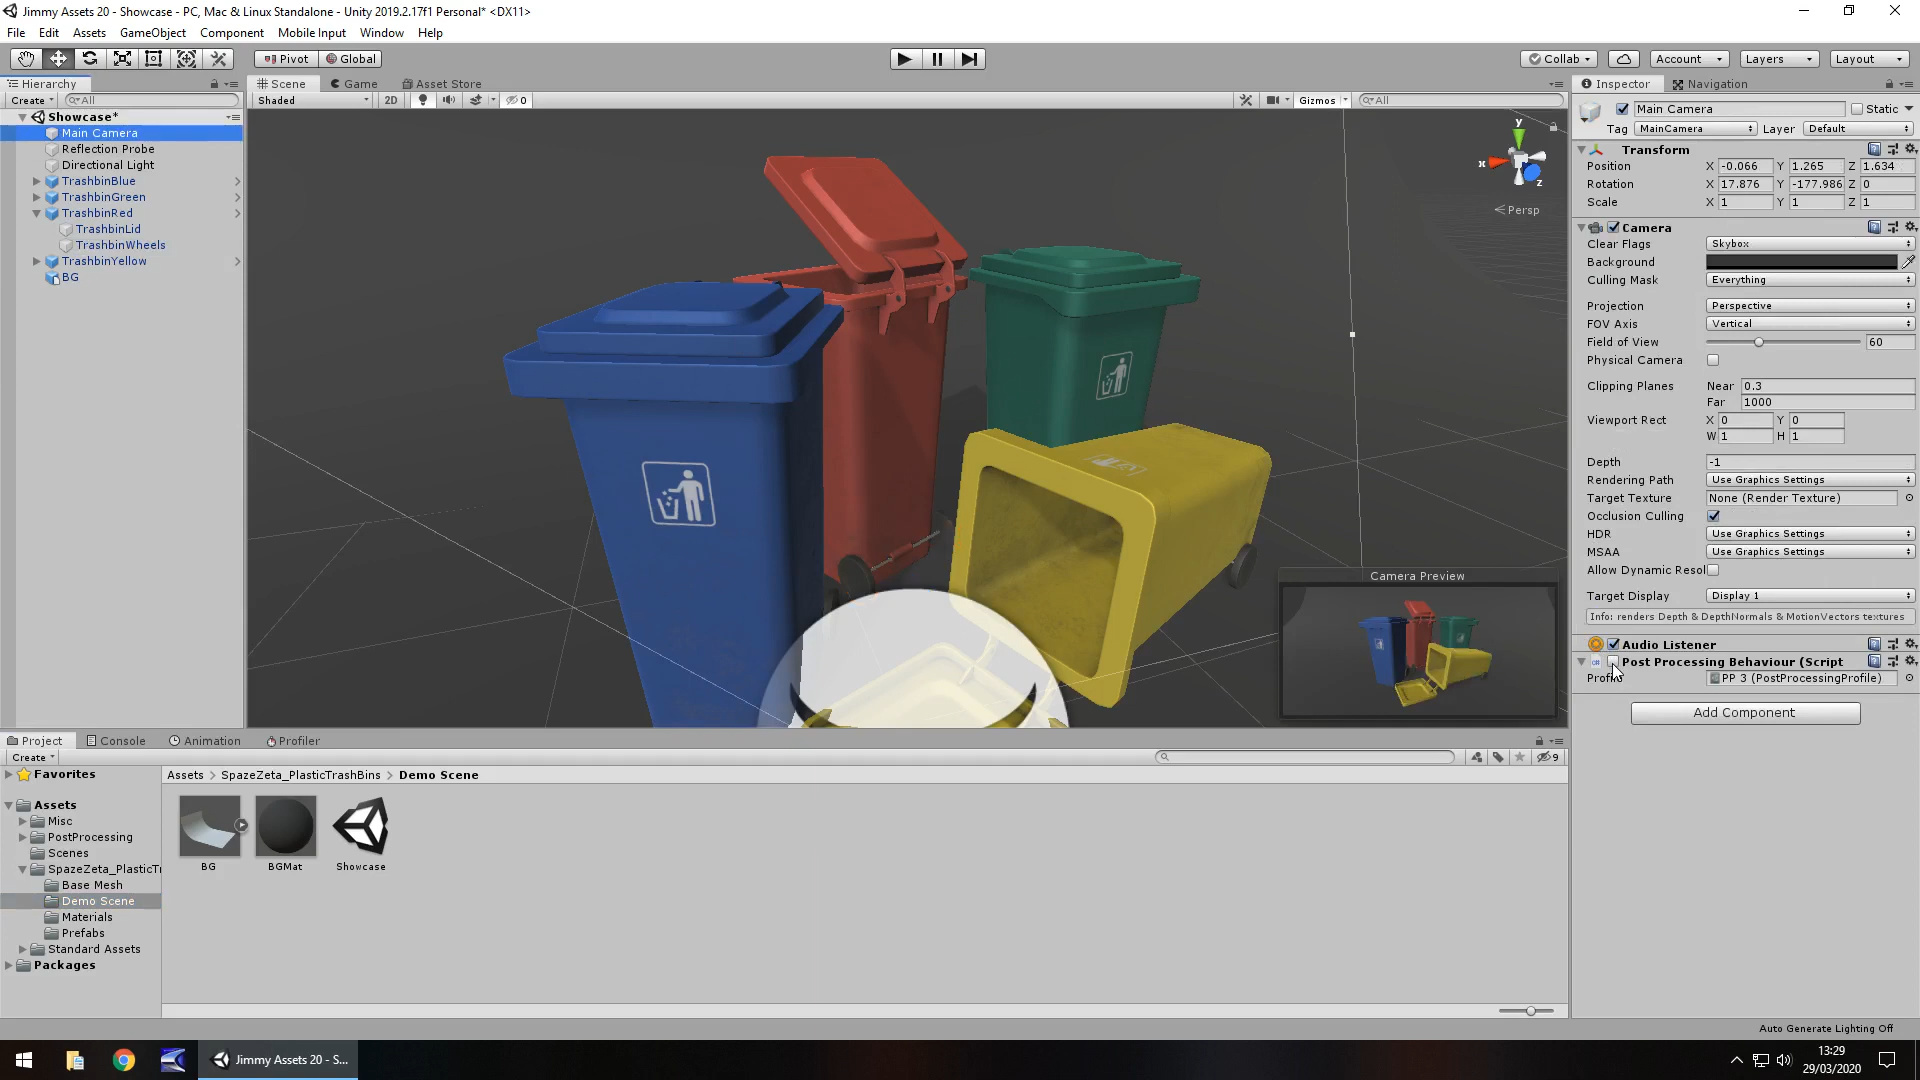 Jimmy Assets 20 - Showcase - PC, Mac & Linux Standalone - Unity 2019.2.17f1 Personal* <DX11>
File Edit Assets GameObject Component Mobile Input Window Help
Pivot Global Collab Account Layers Layout
Hierarchy
Create All
Showcase*
Main Camera
Reflection Probe
Directional Light
TrashbinBlue
TrashbinGreen
TrashbinRed
TrashbinLid
TrashbinWheels
TrashbinYellow
BG
Scene Game Asset Store
Shaded 2D 0 Gizmos All
y
x
z
Persp
Camera Preview
Inspector Navigation
Main Camera Static
Tag MainCamera Layer Default
Transform
Position X -0.066 Y 1.265 Z 1.634
Rotation X 17.876 Y -177.986 Z 0
Scale X 1 Y 1 Z 1
Camera
Clear Flags Skybox
Background
Culling Mask Everything
Projection Perspective
FOV Axis Vertical
Field of View 60
Physical Camera
Clipping Planes Near 0.3
Far 1000
Viewport Rect X 0 Y 0
W 1 H 1
Depth -1
Rendering Path Use Graphics Settings
Target Texture None (Render Texture)
Occlusion Culling
HDR Use Graphics Settings
MSAA Use Graphics Settings
Allow Dynamic Resol
Target Display Display 1
Info: renders Depth & DepthNormals & MotionVectors textures
Audio Listener
Post Processing Behaviour (Script
Profile PP 3 (PostProcessingProfile)
Add Component
Project Console Animation Profiler
Create 9
Favorites
Assets
Misc
PostProcessing
Scenes
SpazeZeta_PlasticTr
Base Mesh
Demo Scene
Materials
Prefabs
Standard Assets
Packages
Assets > SpazeZeta_PlasticTrashBins > Demo Scene
BG BGMat Showcase
Auto Generate Lighting Off
Jimmy Assets 20 - S...
13:29
29/03/2020